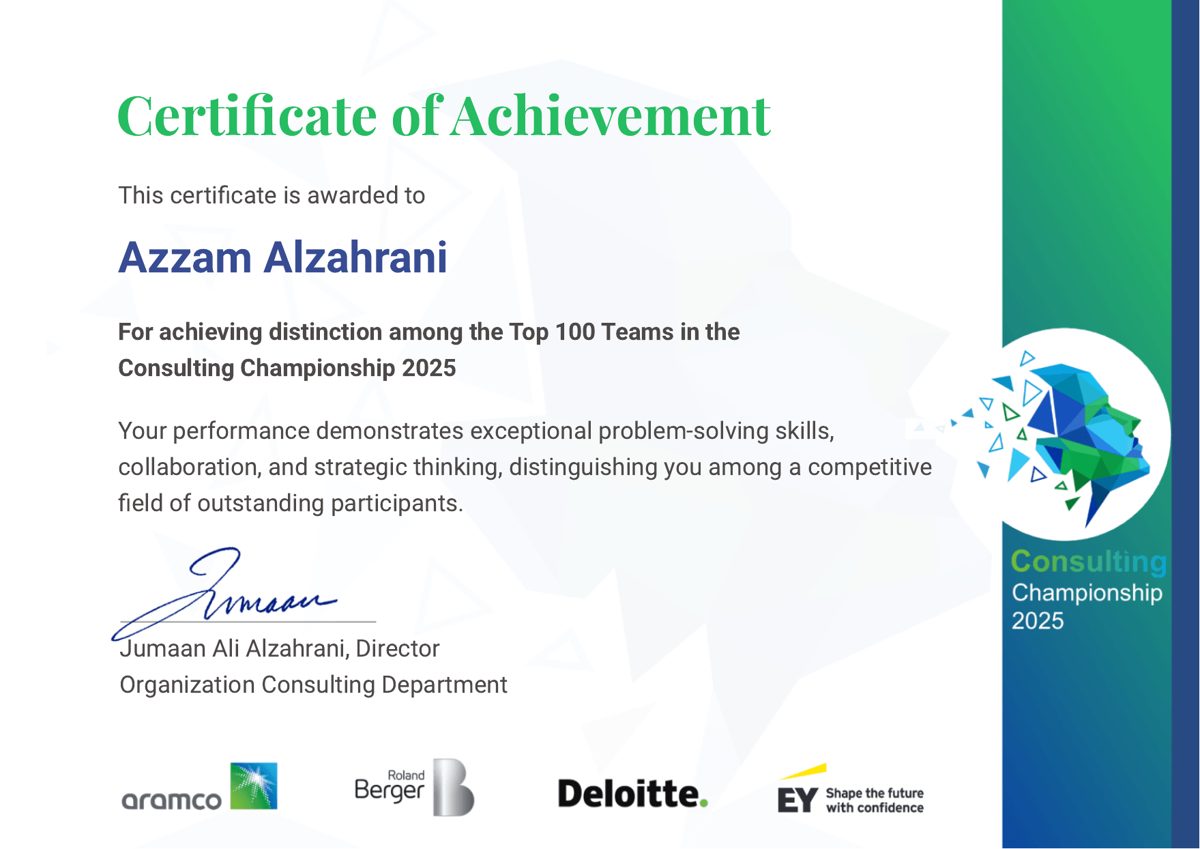 Certificate of Achievement
This certificate is awarded to
Azzam Alzahrani
For achieving distinction among the Top 100 Teams in the
Consulting Championship 2025
Your performance demonstrates exceptional problem-solving skills,
collaboration, and strategic thinking, distinguishing you among a competitive
field of outstanding participants.
Jumaan
Jumaan Ali Alzahrani, Director
Organization Consulting Department
aramco
Roland
Berger
B
Deloitte.
EY
Shape the future
with confidence
Consulting
Championship
2025